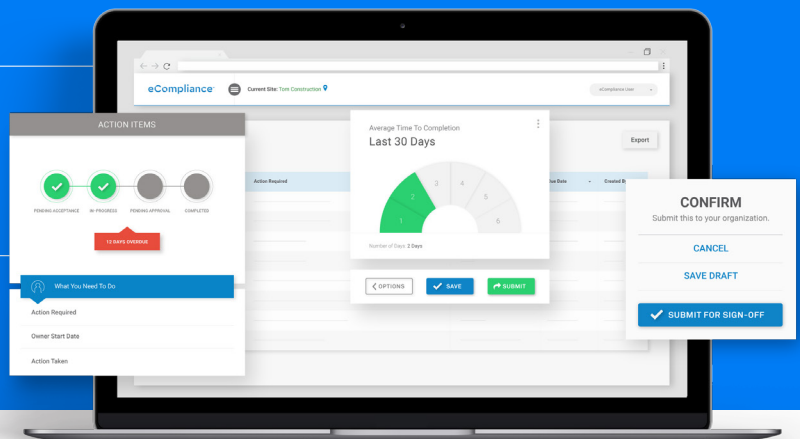 eCompliance
Current Site: Tom Construction
eCompliance User
ACTION ITEMS
PENDING ACCEPTANCE
IN-PROGRESS
PENDING APPROVAL
COMPLETED
12 DAYS OVERDUE
What You Need To Do
Action Required
Owner Start Date
Action Taken
Action Required
Average Time To Completion
Last 30 Days
1
2
3
4
5
6
Number of Days: 2 Days
OPTIONS
SAVE
SUBMIT
Export
Date
Created By
CONFIRM
Submit this to your organization.
CANCEL
SAVE DRAFT
SUBMIT FOR SIGN-OFF